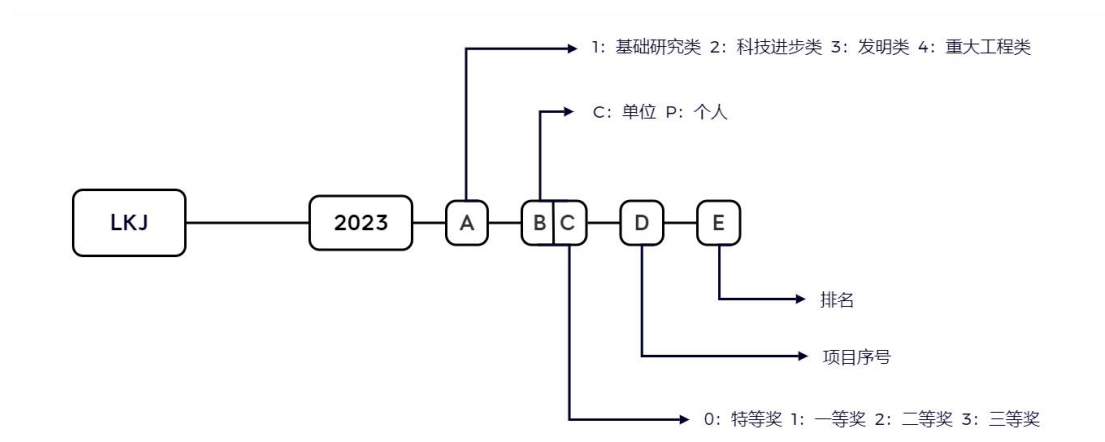 1：基础研究类 2：科技进步类 3：发明类 4：重大工程类
C：单位 P：个人
LKJ 2023 A B C D E
排名
项目序号
0：特等奖 1：一等奖 2：二等奖 3：三等奖